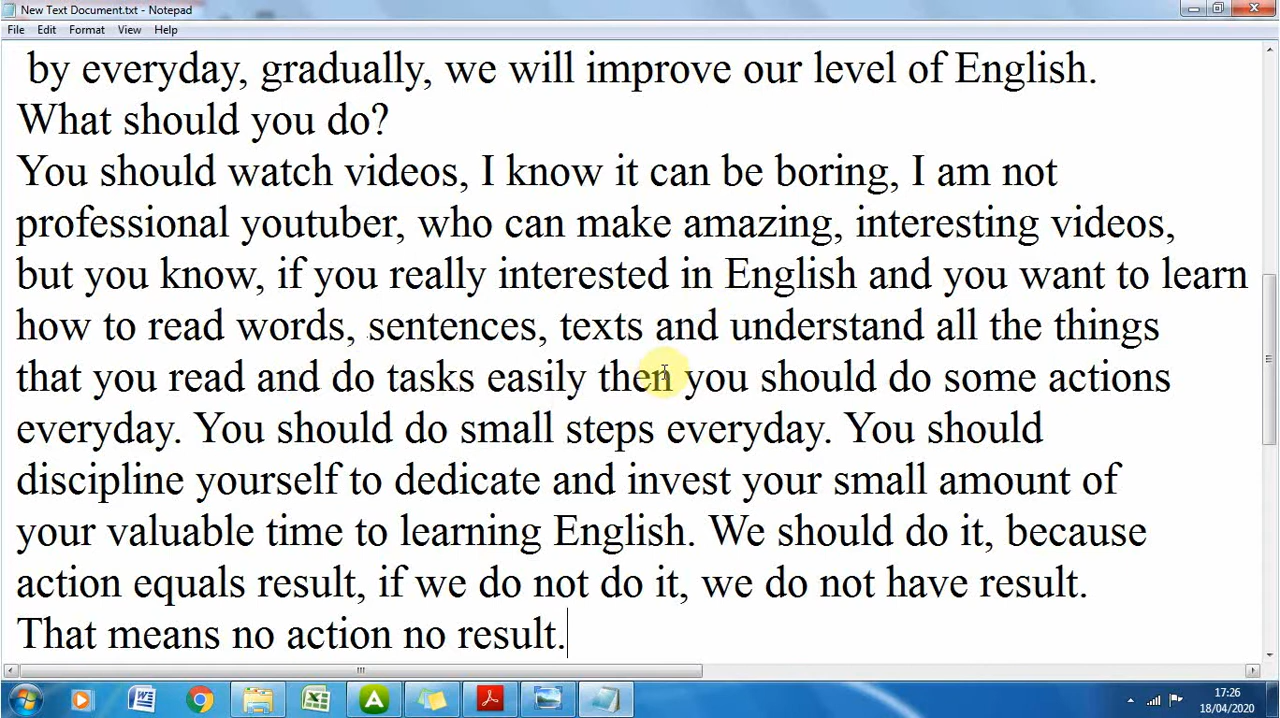 New Text Document.txt - Notepad
File Edit Format View Help
by everyday, gradually, we will improve our level of English.
What should you do?
You should watch videos, I know it can be boring, I am not
professional youtuber, who can make amazing, interesting videos,
but you know, if you really interested in English and you want to learn
how to read words, sentences, texts and understand all the things
that you read and do tasks easily then you should do some actions
everyday. You should do small steps everyday. You should
discipline yourself to dedicate and invest your small amount of
your valuable time to learning English. We should do it, because
action equals result, if we do not do it, we do not have result.
That means no action no result.
17:26
18/04/2020